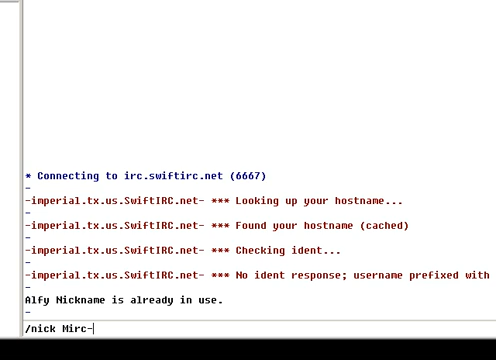 * Connecting to irc.swiftirc.net (6667)
-
-imperial.tx.us.SwiftIRC.net- *** Looking up your hostname...
-
-imperial.tx.us.SwiftIRC.net- *** Found your hostname (cached)
-
-imperial.tx.us.SwiftIRC.net- *** Checking ident...
-
-imperial.tx.us.SwiftIRC.net- *** No ident response; username prefixed with
-
Alfy Nickname is already in use.
-
/nick Mirc-